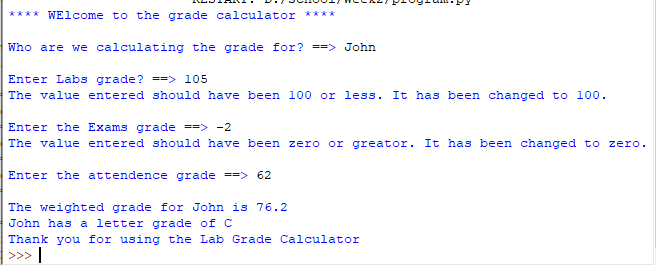 RESTART: D:/School/Week2/program.py
**** WElcome to the grade calculator ****
Who are we calculating the grade for? ==> John
Enter Labs grade? ==> 105
The value entered should have been 100 or less. It has been changed to 100.
Enter the Exams grade ==> -2
The value entered should have been zero or greator. It has been changed to zero.
Enter the attendence grade ==> 62
The weighted grade for John is 76.2
John has a letter grade of C
Thank you for using the Lab Grade Calculator
>>>